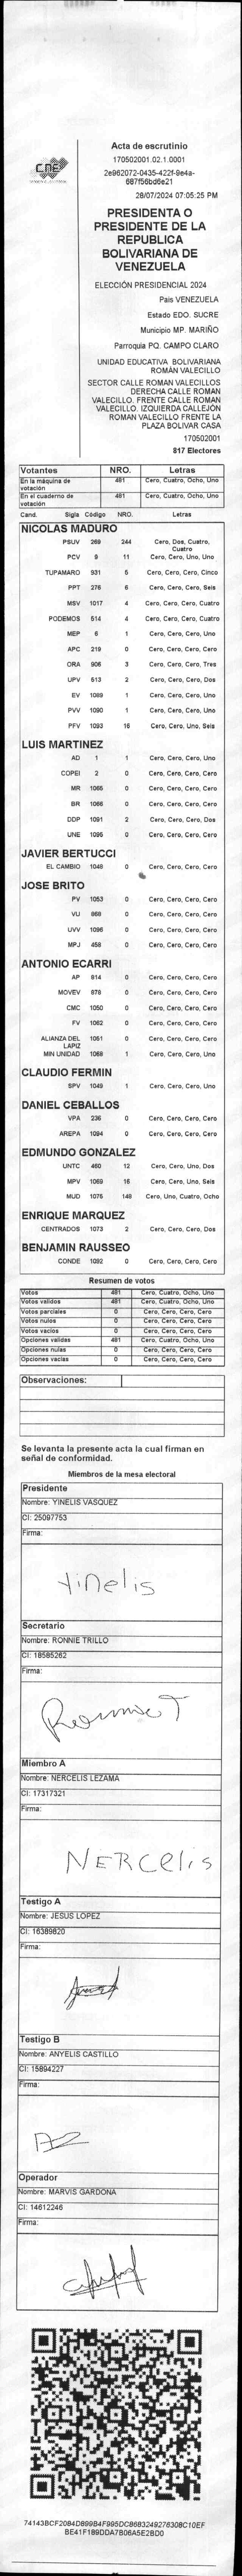 CNE
Acta de escrutinio
170502001.02.1.0001
2e962072-0435-422f-9e4a-
687f56bd6e21
28/07/2024 07:05:25 PM
PRESIDENTA O
PRESIDENTE DE LA
REPUBLICA
BOLIVARIANA DE
VENEZUELA
ELECCIÓN PRESIDENCIAL 2024
País VENEZUELA
Estado EDO. SUCRE
Municipio MP. MARIÑO
Parroquia PQ. CAMPO CLARO
UNIDAD EDUCATIVA BOLIVARIANA
ROMÁN VALECILLO
SECTOR CALLE ROMAN VALECILLOS
DERECHA CALLE ROMAN
VALECILLO. FRENTE CALLE ROMAN
VALECILLO. IZQUIERDA CALLEJÓN
ROMAN VALECILLO FRENTE LA
PLAZA BOLIVAR CASA
170502001
817 Electores
Votantes NRO. Letras
En la máquina de votación 481 Cero, Cuatro, Ocho, Uno
En el cuaderno de votación 481 Cero, Cuatro, Ocho, Uno
Cand. Sigla Código NRO. Letras
NICOLAS MADURO
PSUV 269 244 Cero, Dos, Cuatro, Cuatro
PCV 9 11 Cero, Cero, Uno, Uno
TUPAMARO 931 5 Cero, Cero, Cero, Cinco
PPT 276 6 Cero, Cero, Cero, Seis
MSV 1017 4 Cero, Cero, Cero, Cuatro
PODEMOS 514 4 Cero, Cero, Cero, Cuatro
MEP 6 1 Cero, Cero, Cero, Uno
APC 219 0 Cero, Cero, Cero, Cero
ORA 906 3 Cero, Cero, Cero, Tres
UPV 513 2 Cero, Cero, Cero, Dos
EV 1089 1 Cero, Cero, Cero, Uno
PVV 1090 1 Cero, Cero, Cero, Uno
PFV 1093 16 Cero, Cero, Uno, Seis
LUIS MARTINEZ
AD 1 1 Cero, Cero, Cero, Uno
COPEI 2 0 Cero, Cero, Cero, Cero
MR 1065 0 Cero, Cero, Cero, Cero
BR 1066 0 Cero, Cero, Cero, Cero
DDP 1091 2 Cero, Cero, Cero, Dos
UNE 1095 0 Cero, Cero, Cero, Cero
JAVIER BERTUCCI
EL CAMBIO 1048 0 Cero, Cero, Cero, Cero
JOSE BRITO
PV 1053 0 Cero, Cero, Cero, Cero
VU 868 0 Cero, Cero, Cero, Cero
UVV 1096 0 Cero, Cero, Cero, Cero
MPJ 458 0 Cero, Cero, Cero, Cero
ANTONIO ECARRI
AP 914 0 Cero, Cero, Cero, Cero
MOVEV 978 0 Cero, Cero, Cero, Cero
CMC 1050 0 Cero, Cero, Cero, Cero
FV 1062 0 Cero, Cero, Cero, Cero
ALIANZA DEL LAPIZ 1051 0 Cero, Cero, Cero, Cero
MIN UNIDAD 1068 1 Cero, Cero, Cero, Uno
CLAUDIO FERMIN
SPV 1049 1 Cero, Cero, Cero, Uno
DANIEL CEBALLOS
VPA 236 0 Cero, Cero, Cero, Cero
AREPA 1094 0 Cero, Cero, Cero, Cero
EDMUNDO GONZALEZ
UNTC 460 12 Cero, Cero, Uno, Dos
MPV 1069 16 Cero, Cero, Uno, Seis
MUD 1075 148 Cero, Uno, Cuatro, Ocho
ENRIQUE MARQUEZ
CENTRADOS 1073 2 Cero, Cero, Cero, Dos
BENJAMIN RAUSSEO
CONDE 1092 0 Cero, Cero, Cero, Cero
Resumen de votos
Votos 481 Cero, Cuatro, Ocho, Uno
Votos validos 481 Cero, Cuatro, Ocho, Uno
Votos parciales 0 Cero, Cero, Cero, Cero
Votos nulos 0 Cero, Cero, Cero, Cero
Votos vacios 0 Cero, Cero, Cero, Cero
Opciones validas 481 Cero, Cuatro, Ocho, Uno
Opciones nulas 0 Cero, Cero, Cero, Cero
Opciones vacias 0 Cero, Cero, Cero, Cero
Observaciones:
Se levanta la presente acta la cual firman en
señal de conformidad.
Miembros de la mesa electoral
Presidente
Nombre: YINELIS VASQUEZ
CI: 25097753
Firma:
Yinelis
Secretario
Nombre: RONNIE TRILLO
CI: 18585262
Firma:
Ronnie T
Miembro A
Nombre: NERCELIS LEZAMA
CI: 17317321
Firma:
NERCelis
Testigo A
Nombre: JESUS LOPEZ
CI: 16389820
Firma:
Testigo B
Nombre: ANYELIS CASTILLO
CI: 15894227
Firma:
Operador
Nombre: MARVIS GARDONA
CI: 14612246
Firma:
74143BCF2084D899B4F995DC8683249276308C10EF
BE41F189DDA7B06A5E2BD0